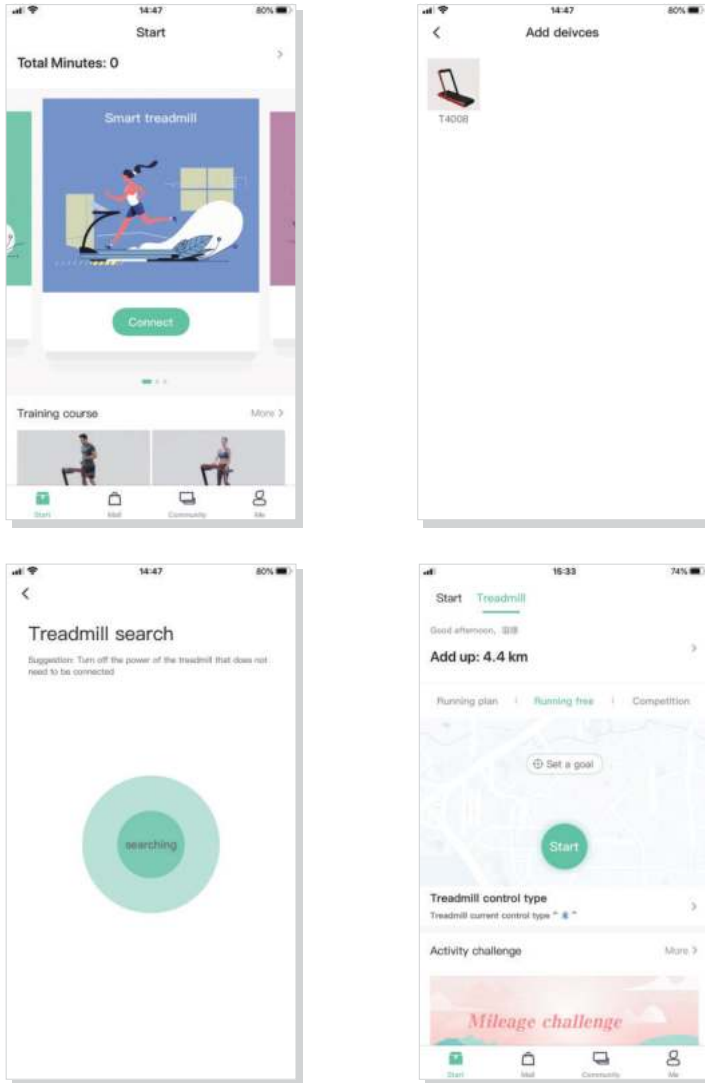 14:47
80%
Start
Total Minutes: 0
Smart treadmill
Connect
Training course
More
Start
Mall
Community
Me
14:47
80%
Add deivces
T4008
14:47
80%
Treadmill search
Suggestion: Turn off the power of the treadmill that does not
need to be connected
searching
15:33
74%
Start Treadmill
Good afternoon,
Add up: 4.4 km
Running plan Running free Competition
Set a goal
Start
Treadmill control type
Treadmill current control type
Activity challenge
More
Mileage challenge
Start
Mall
Community
Me